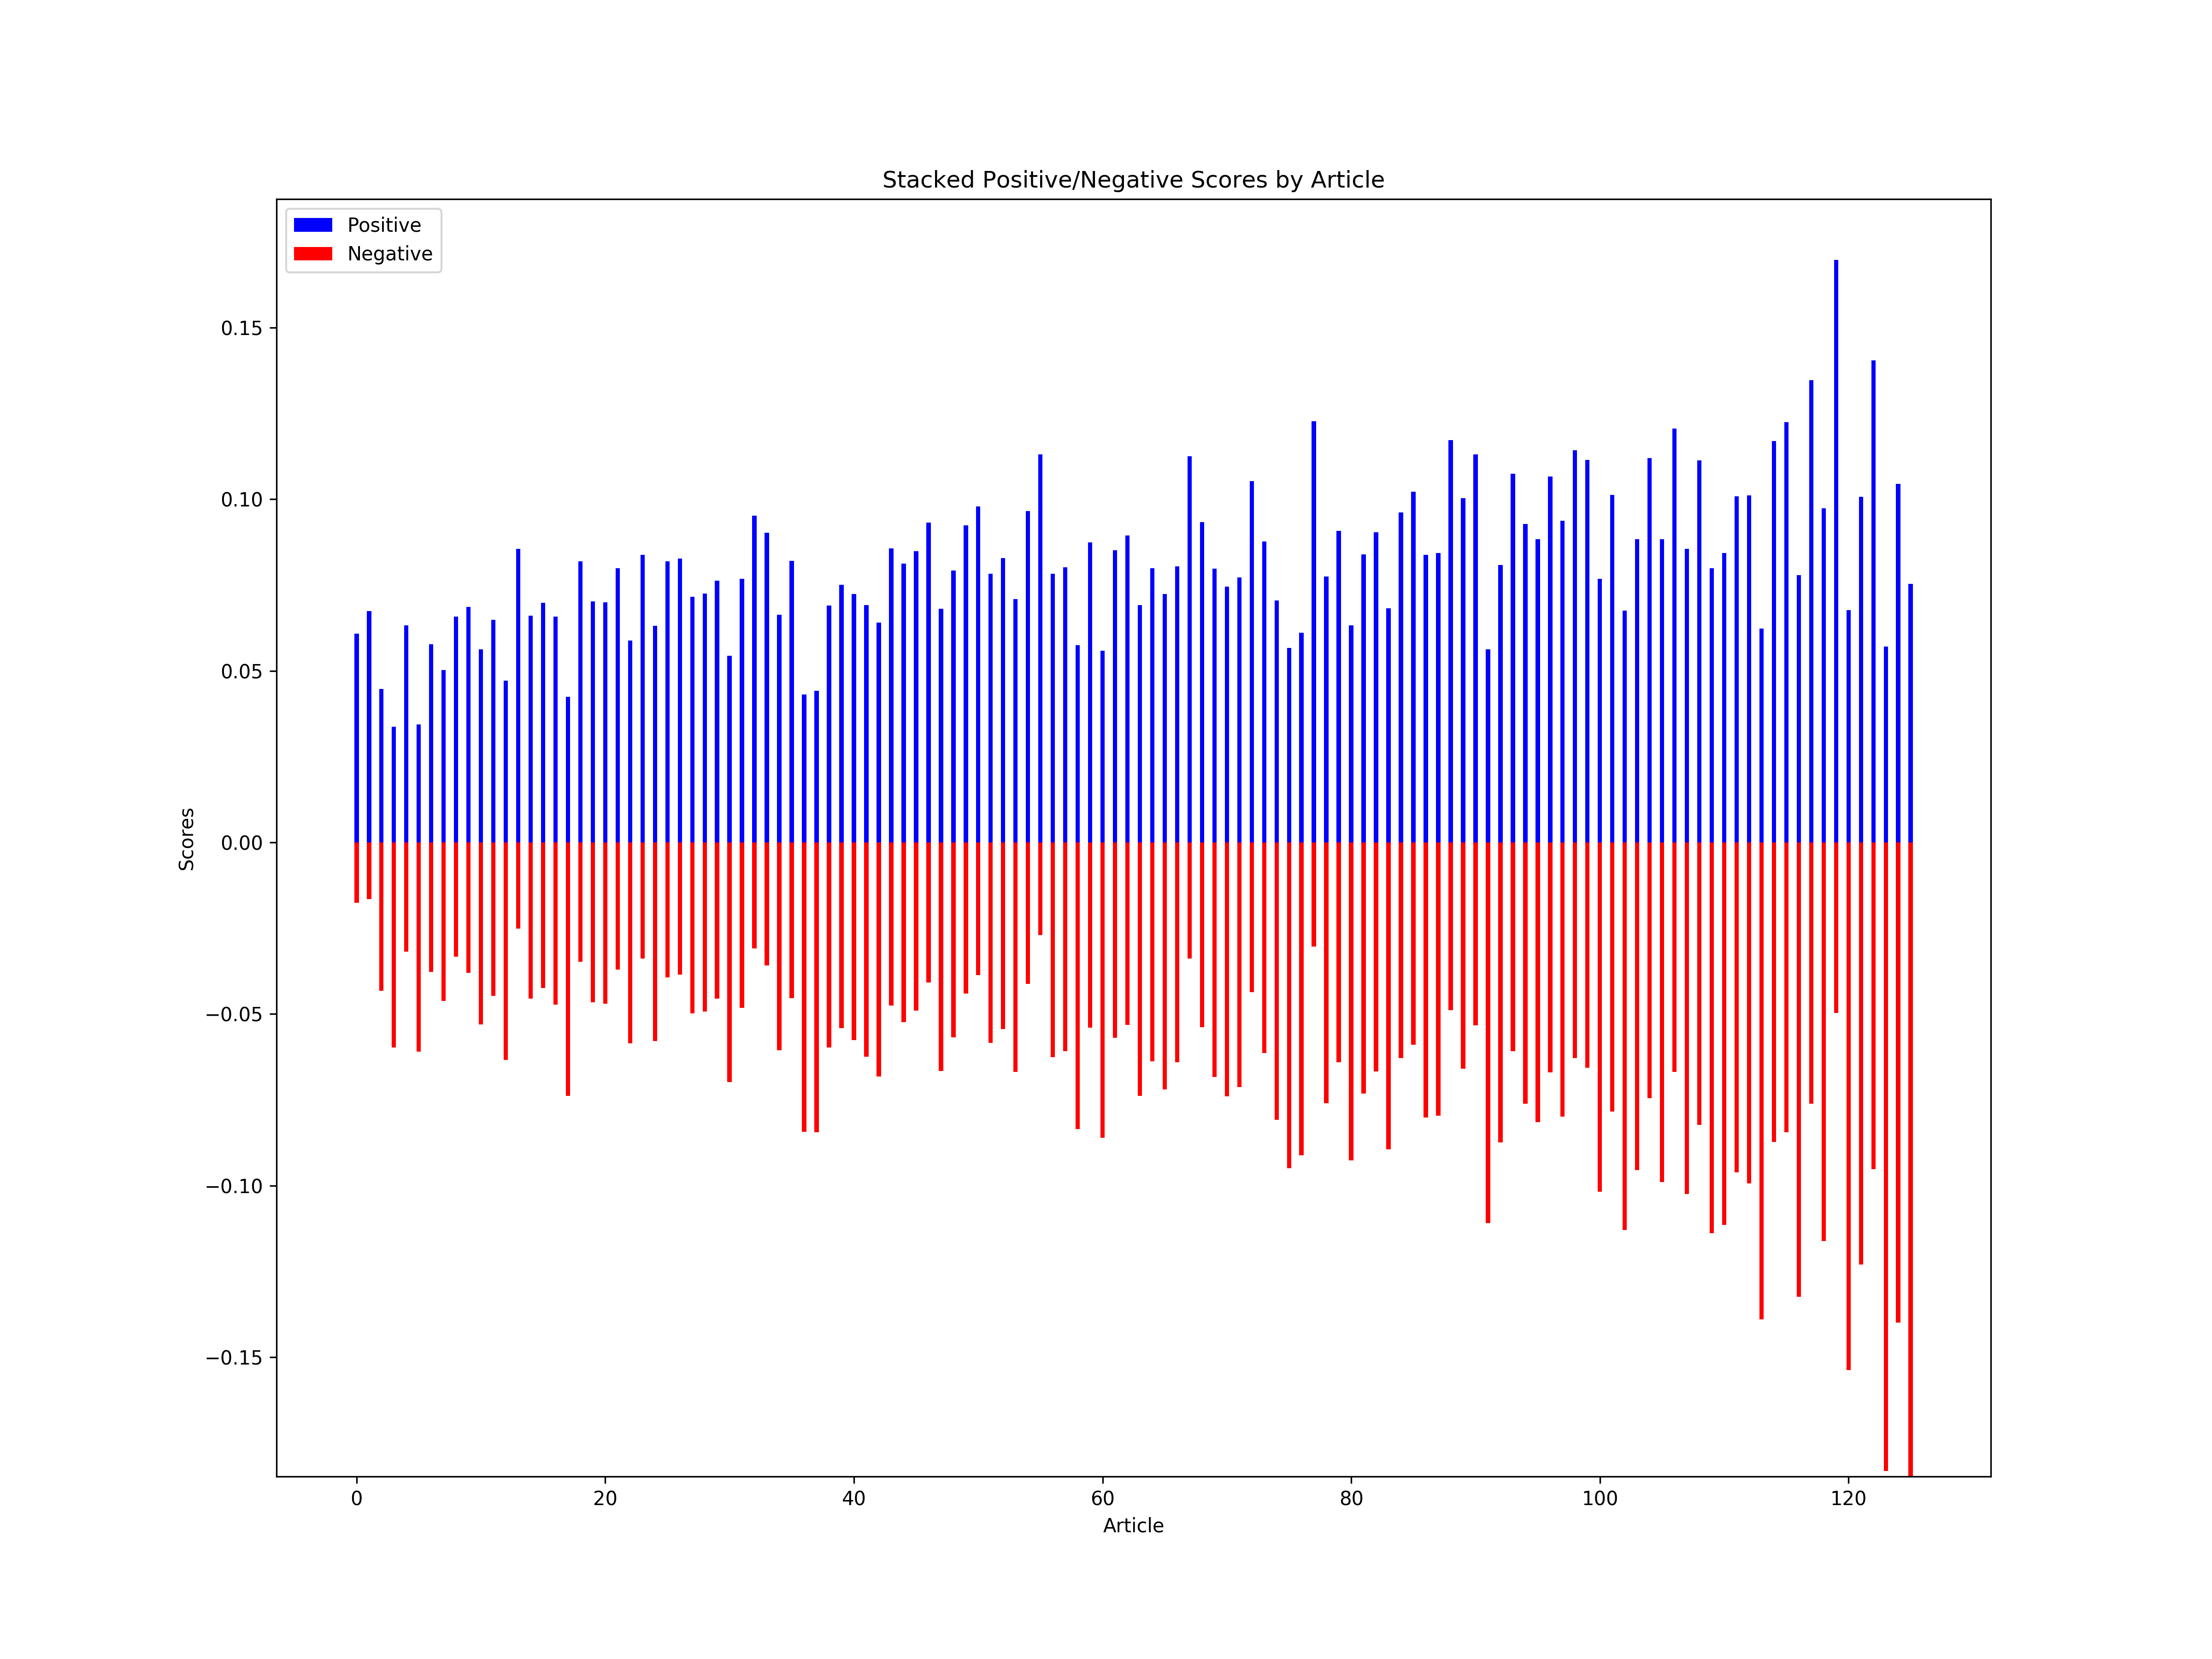 Stacked Positive/Negative Scores by Article
Positive
Negative
0.15
0.10
0.05
0.00
−0.05
−0.10
−0.15
Scores
0 20 40 60 80 100 120
Article